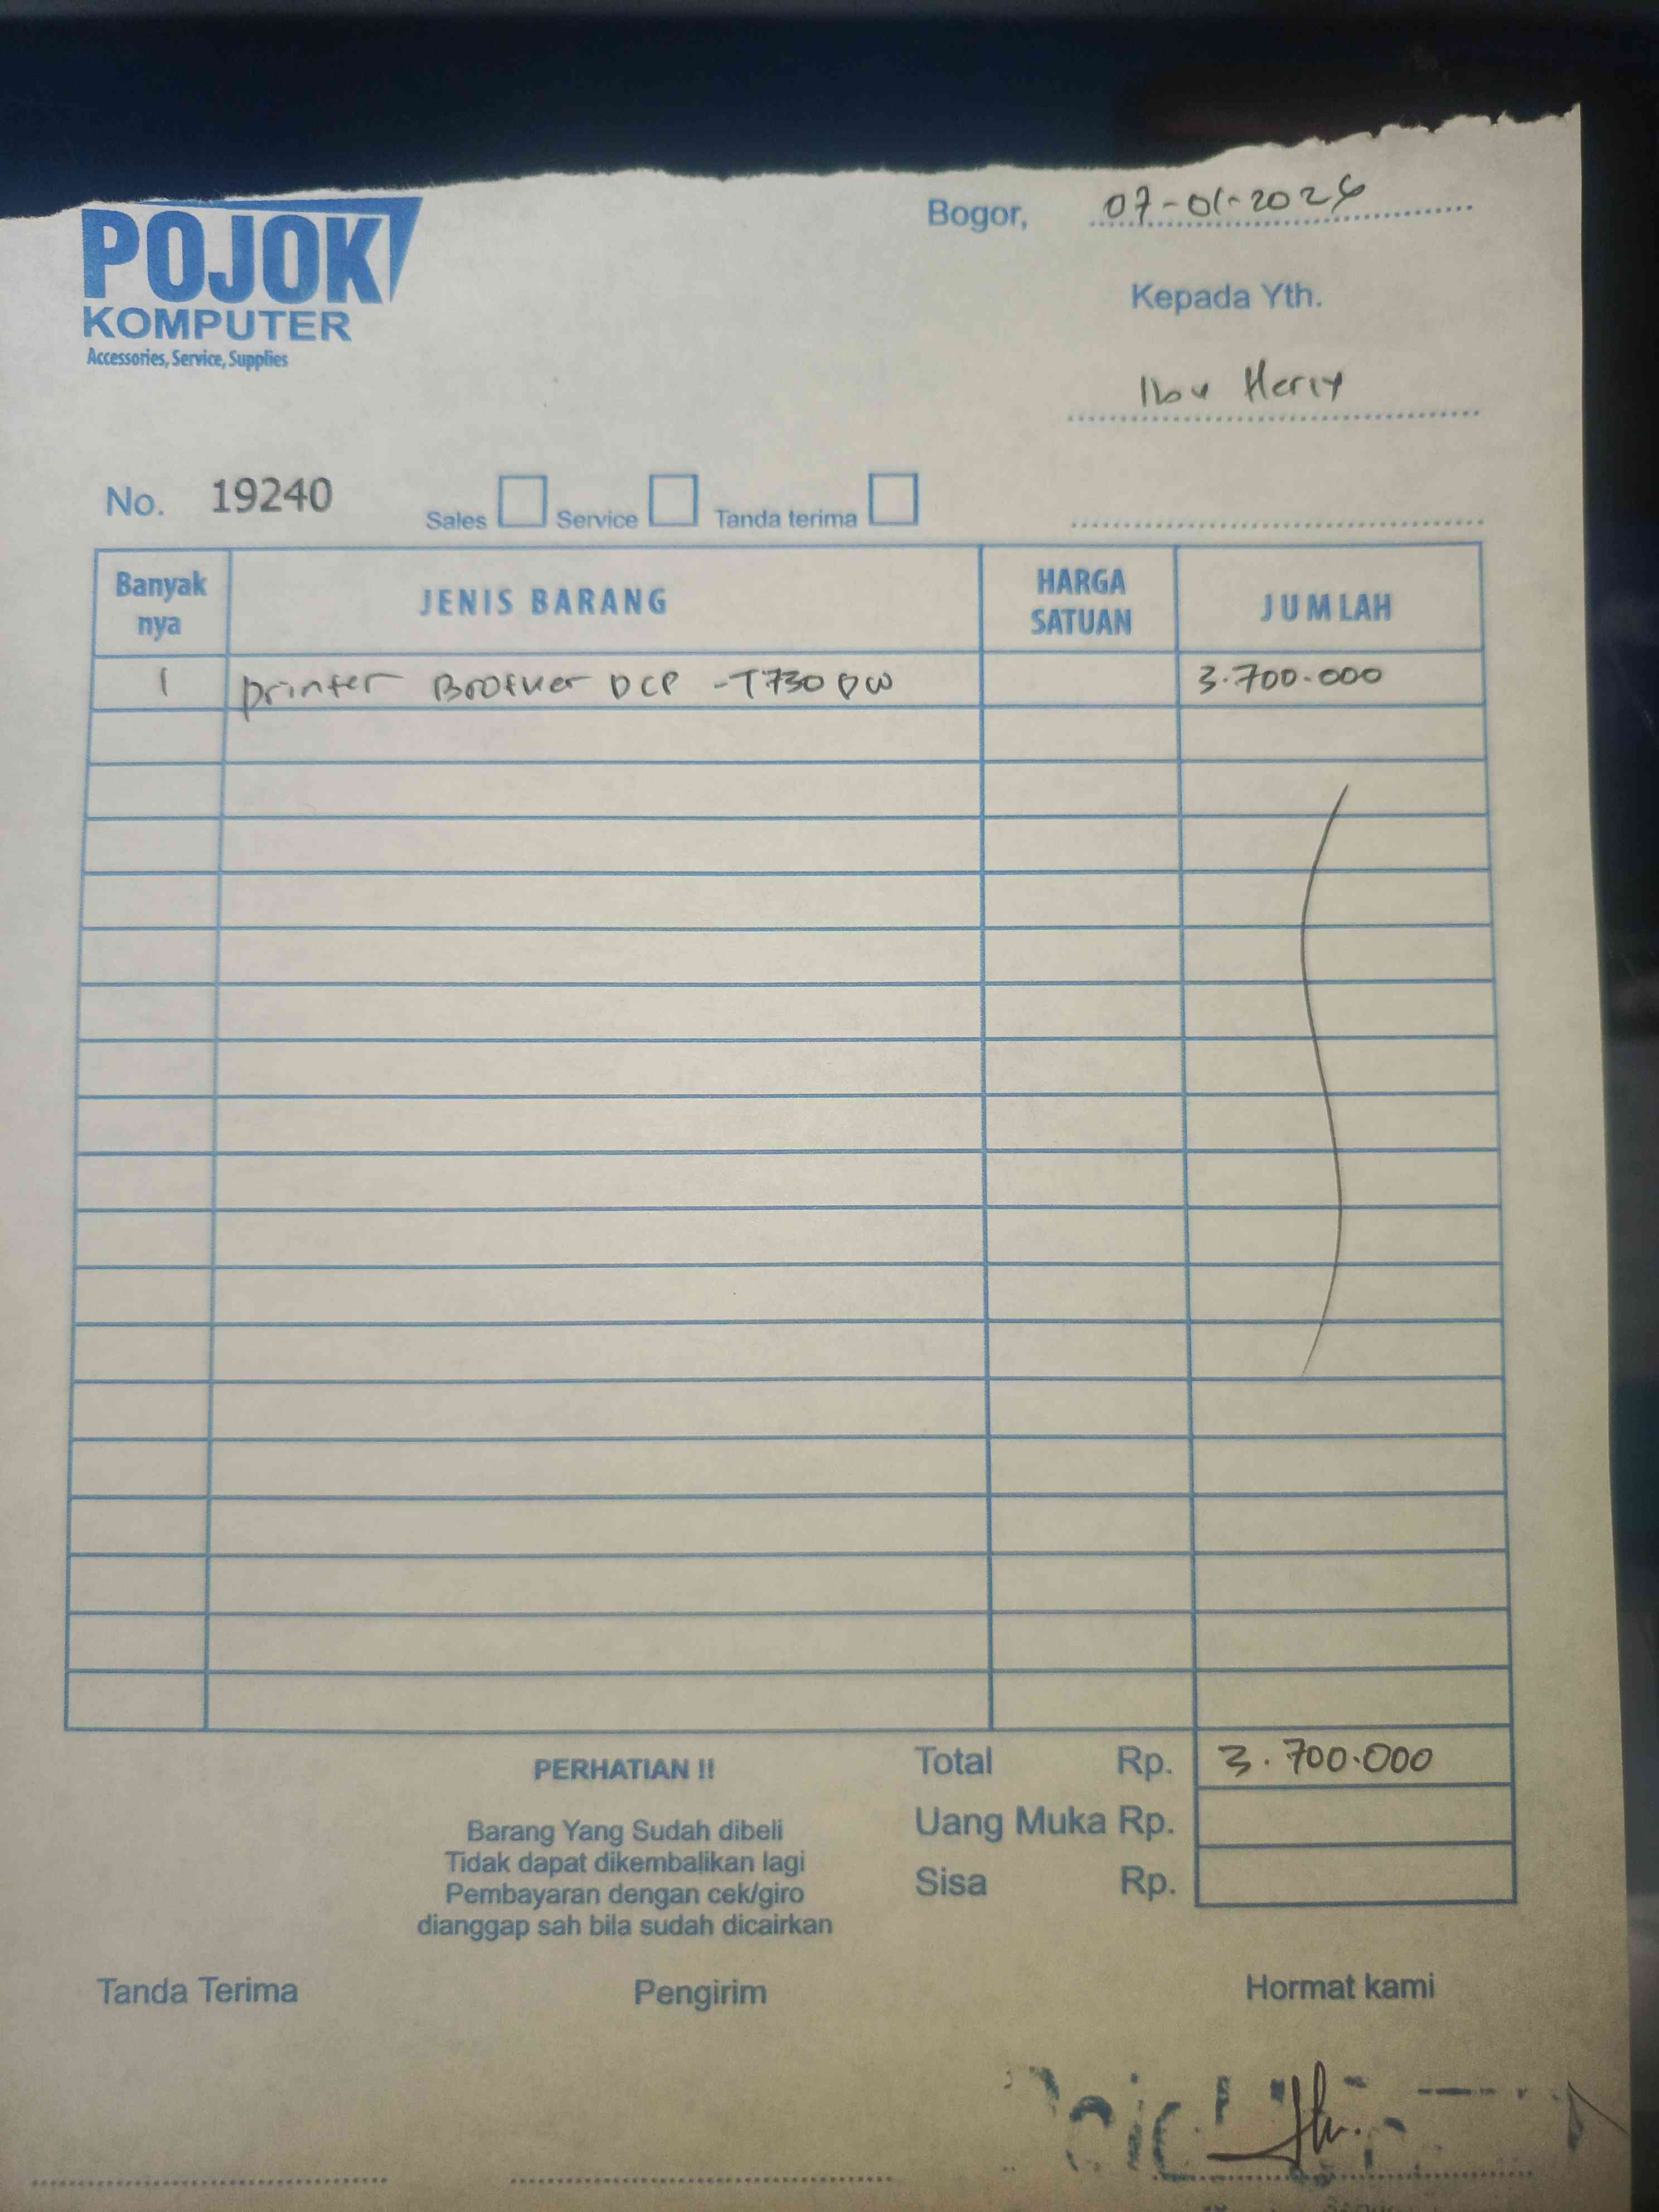 POJOK
KOMPUTER
Accessories, Service, Supplies
Bogor, 07-01-2026
Kepada Yth.
Ibu Herly
No. 19240 Sales Service Tanda terima
Banyak nya JENIS BARANG HARGA SATUAN JUMLAH
1 printer Brother DCP -T730DW 3.700.000
PERHATIAN !!
Barang Yang Sudah dibeli
Tidak dapat dikembalikan lagi
Pembayaran dengan cek/giro
dianggap sah bila sudah dicairkan
Total Rp. 3.700.000
Uang Muka Rp.
Sisa Rp.
Tanda Terima Pengirim Hormat kami